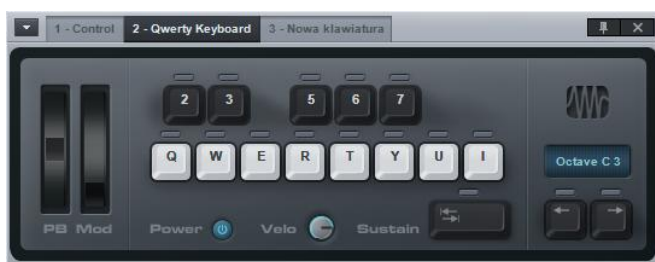 1 - Control 2 - Qwerty Keyboard 3 - Nowa klawiatura
2 3 5 6 7
Q W E R T Y U I
Octave C 3
PB Mod Power Velo Sustain